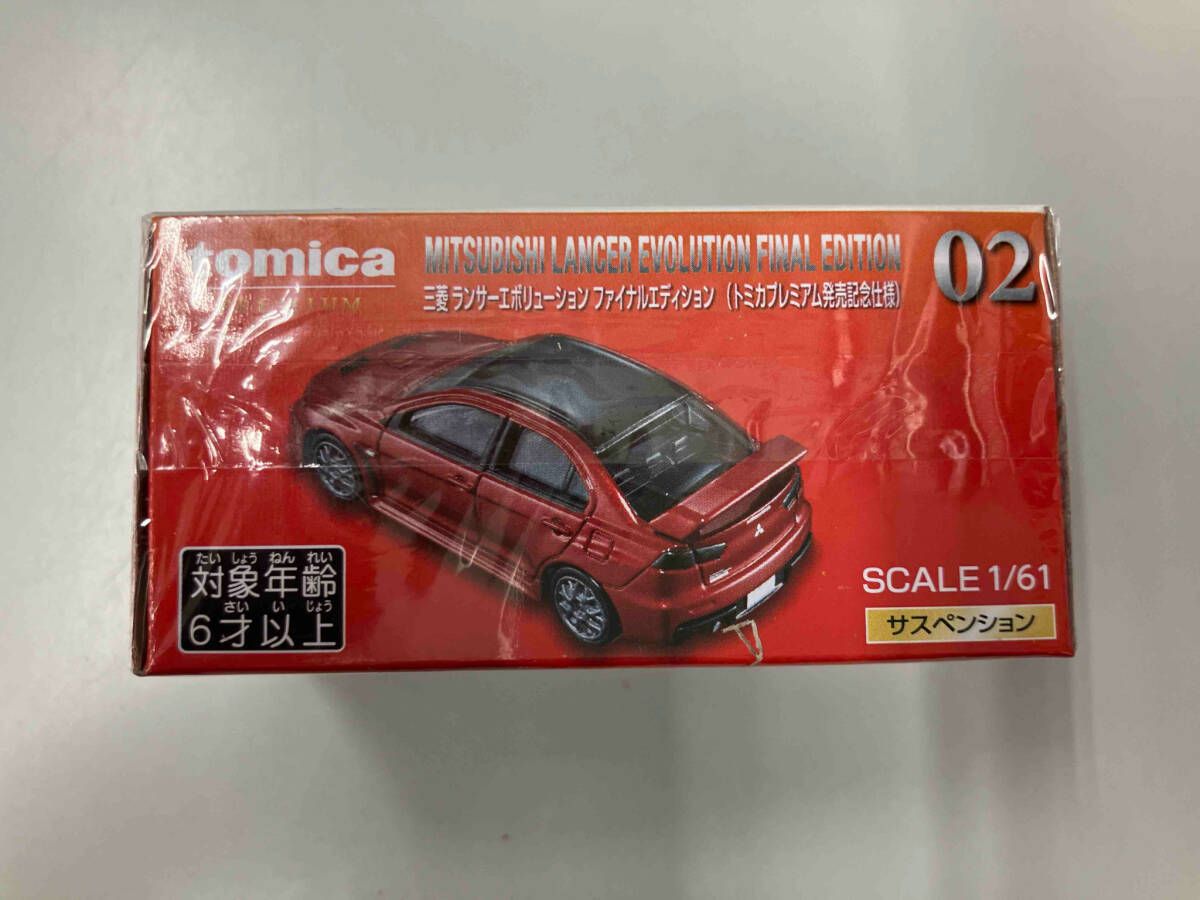 tomica
MITSUBISHI LANCER EVOLUTION FINAL EDITION
02
三菱 ランサーエボリューション ファイナルエディション (トミカプレミアム発売記念仕様)
たいしょうねんれい
対象年齢
さいいじょう
6才以上
SCALE 1/61
サスペンション